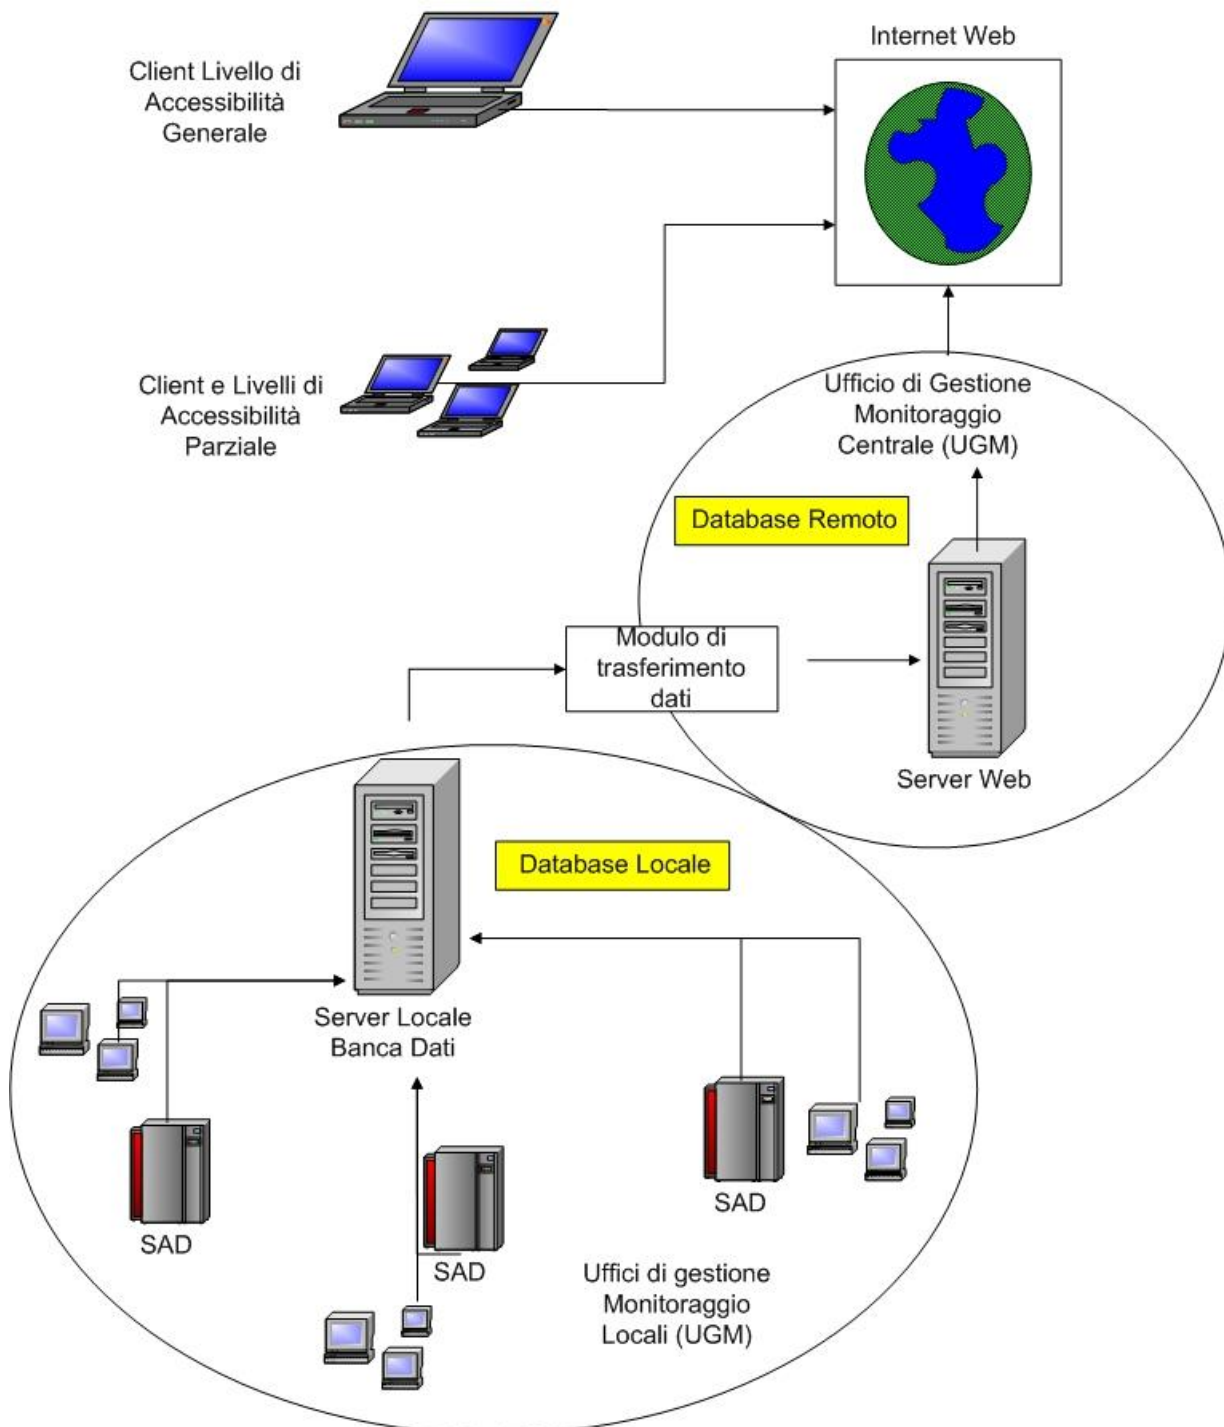 Internet Web
Client Livello di
Accessibilità
Generale
Client e Livelli di
Accessibilità
Parziale
Ufficio di Gestione
Monitoraggio
Centrale (UGM)
Database Remoto
Modulo di
trasferimento
dati
Server Web
Database Locale
Server Locale
Banca Dati
SAD
SAD
SAD
Uffici di gestione
Monitoraggio
Locali (UGM)